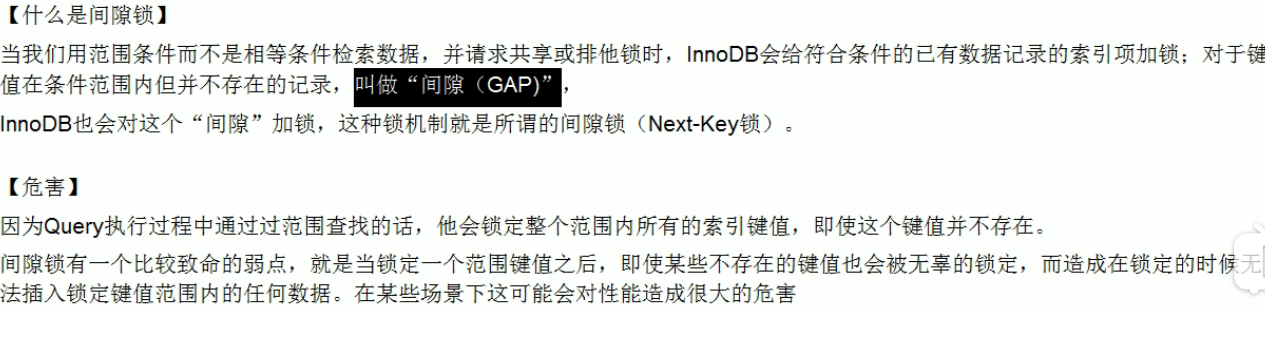 【什么是间隙锁】
当我们用范围条件而不是相等条件检索数据，并请求共享或排他锁时，InnoDB会给符合条件的已有数据记录的索引项加锁；对于键
值在条件范围内但并不存在的记录，叫做“间隙（GAP)”，
InnoDB也会对这个“间隙”加锁，这种锁机制就是所谓的间隙锁（Next-Key锁）。
【危害】
因为Query执行过程中通过过范围查找的话，他会锁定整个范围内所有的索引键值，即使这个键值并不存在。
间隙锁有一个比较致命的弱点，就是当锁定一个范围键值之后，即使某些不存在的键值也会被无辜的锁定，而造成在锁定的时候无
法插入锁定键值范围内的任何数据。在某些场景下这可能会对性能造成很大的危害